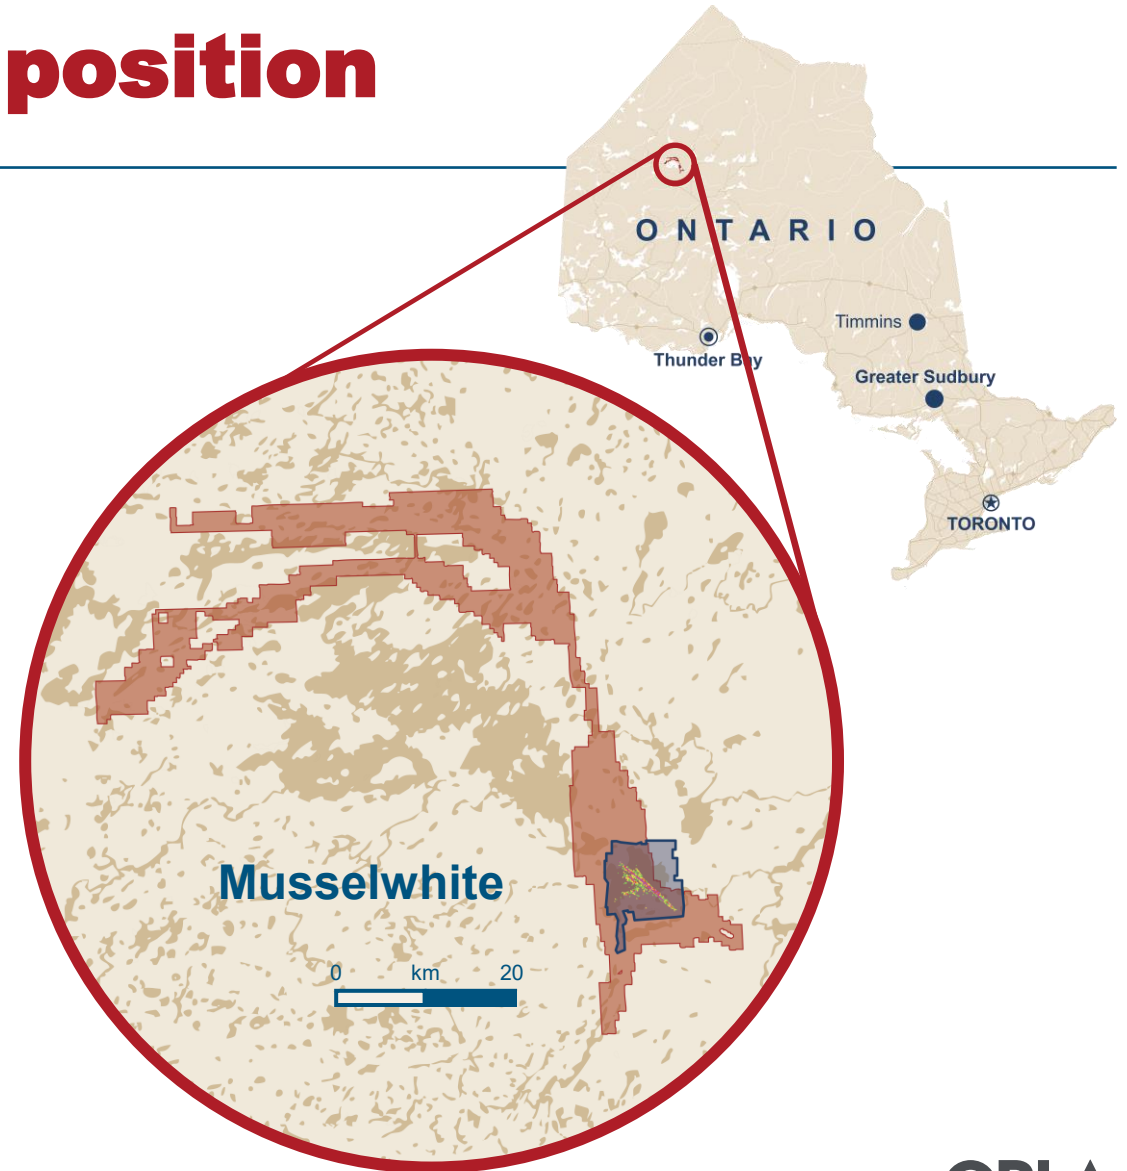 position
ONTARIO
Timmins
Thunder Bay
Greater Sudbury
TORONTO
Musselwhite
0 km 20